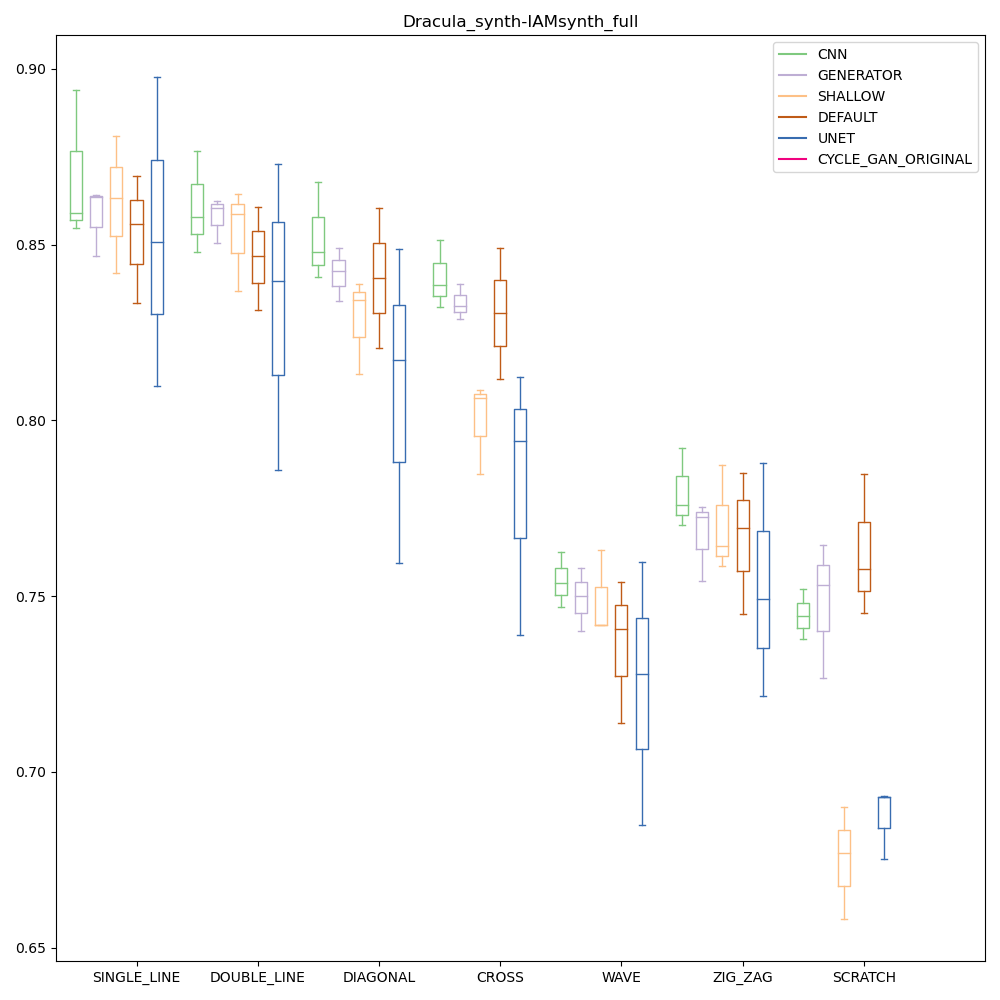 Dracula_synth-IAMsynth_full
CNN
GENERATOR
SHALLOW
DEFAULT
UNET
CYCLE_GAN_ORIGINAL
0.90
0.85
0.80
0.75
0.70
0.65
SINGLE_LINE DOUBLE_LINE DIAGONAL CROSS WAVE ZIG_ZAG SCRATCH